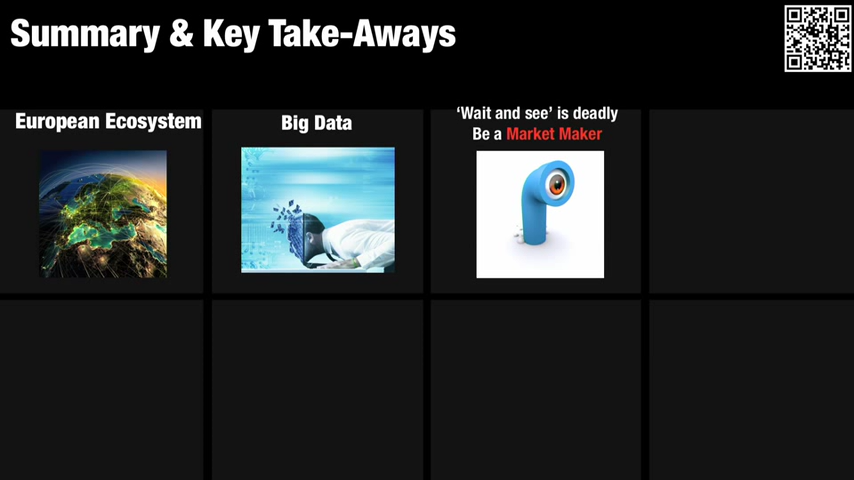 Summary & Key Take-Aways
European Ecosystem
Big Data
‘Wait and see’ is deadly
Be a Market Maker